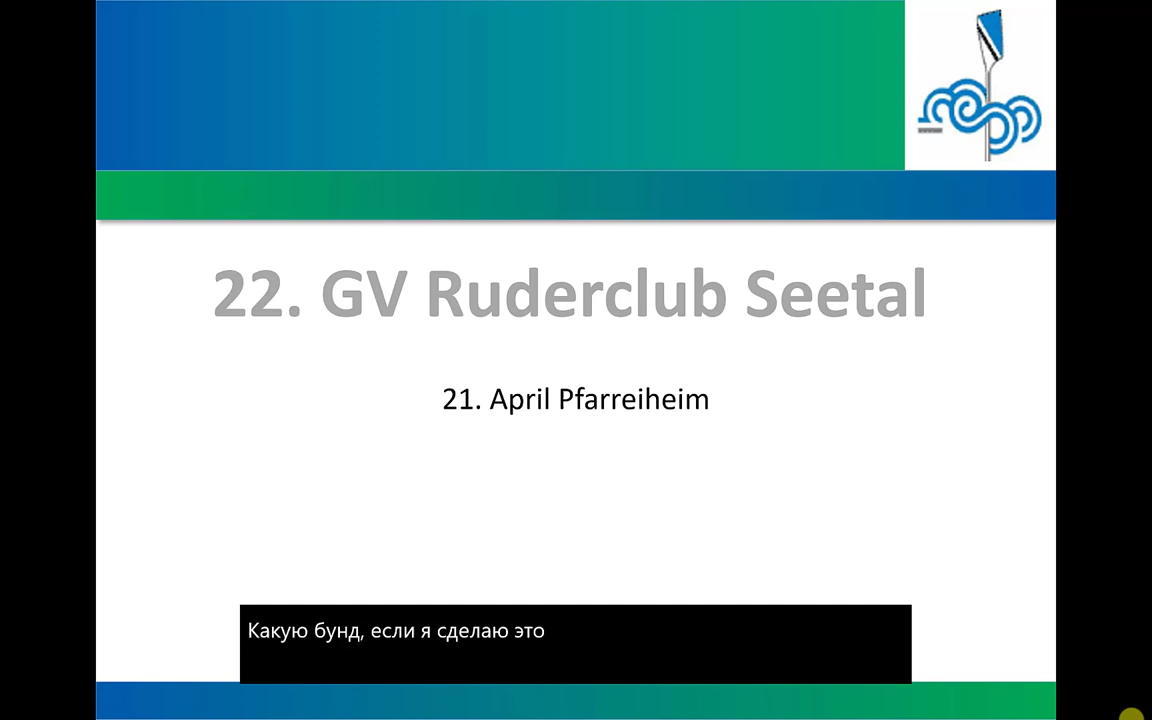 22. GV Ruderclub Seetal
21. April Pfarreiheim
Какую бунд, если я сделаю это